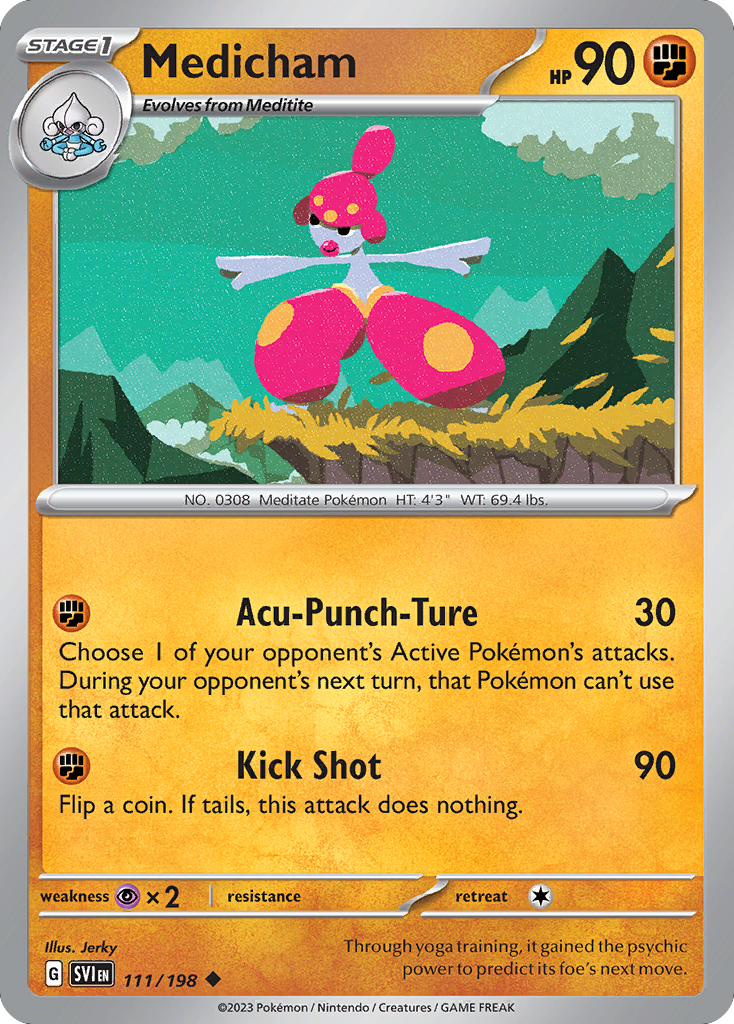 STAGE1
Medicham
HP 90
Evolves from Meditite
NO. 0308 Meditate Pokémon HT: 4'3" WT: 69.4 lbs.
Acu-Punch-Ture 30
Choose 1 of your opponent's Active Pokémon's attacks.
During your opponent's next turn, that Pokémon can't use
that attack.
Kick Shot 90
Flip a coin. If tails, this attack does nothing.
weakness ×2 resistance retreat
Illus. Jerky
Through yoga training, it gained the psychic
power to predict its foe's next move.
G SVI EN 111/198
©2023 Pokémon / Nintendo / Creatures / GAME FREAK